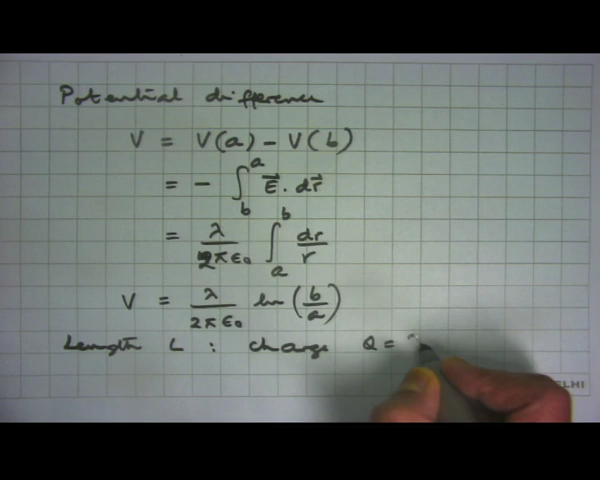 Potential difference
V = V(a) - V(b)
= - ∫_b^a E⃗ . dr⃗
= λ/2πε₀ ∫_a^b dr/r
V = λ/2πε₀ ln (b/a)
Length L : charge Q =